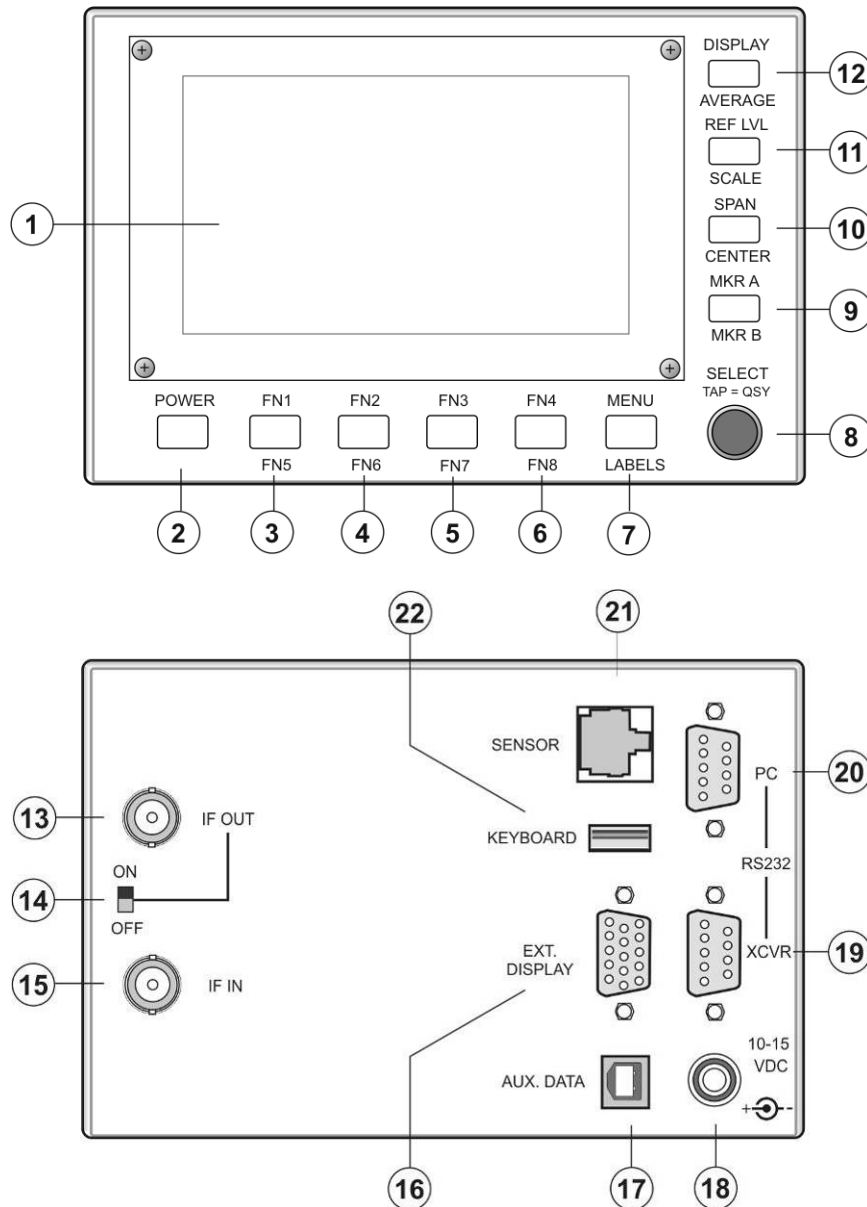 DISPLAY
12
AVERAGE
REF LVL
11
SCALE
SPAN
10
CENTER
MKR A
9
MKR B
1
SELECT
TAP = QSY
8
POWER
FN1
FN2
FN3
FN4
MENU
FN5
FN6
FN7
FN8
LABELS
2
3
4
5
6
7
22
21
SENSOR
PC
20
13
IF OUT
KEYBOARD
RS232
ON
14
OFF
EXT.
DISPLAY
XCVR
19
15
IF IN
10-15
VDC
AUX. DATA
+ -
16
17
18